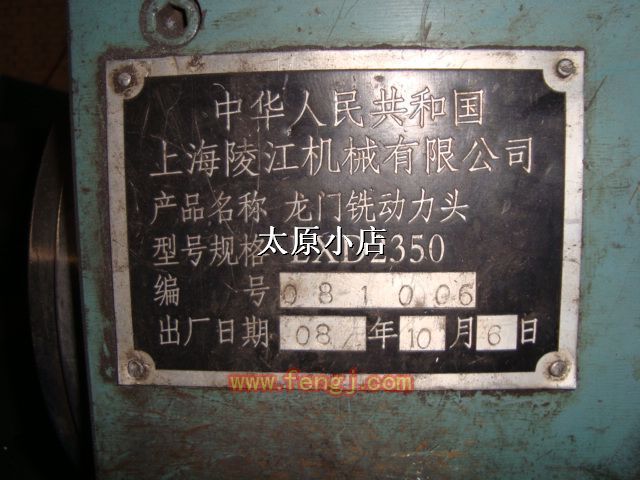 中华人民共和国
上海陵江机械有限公司
产品名称 龙门铣动力头
型号规格 LXD2350
太原小店
编 号 081006
出厂日期 08 年 10 月 6 日
www.fengj.com